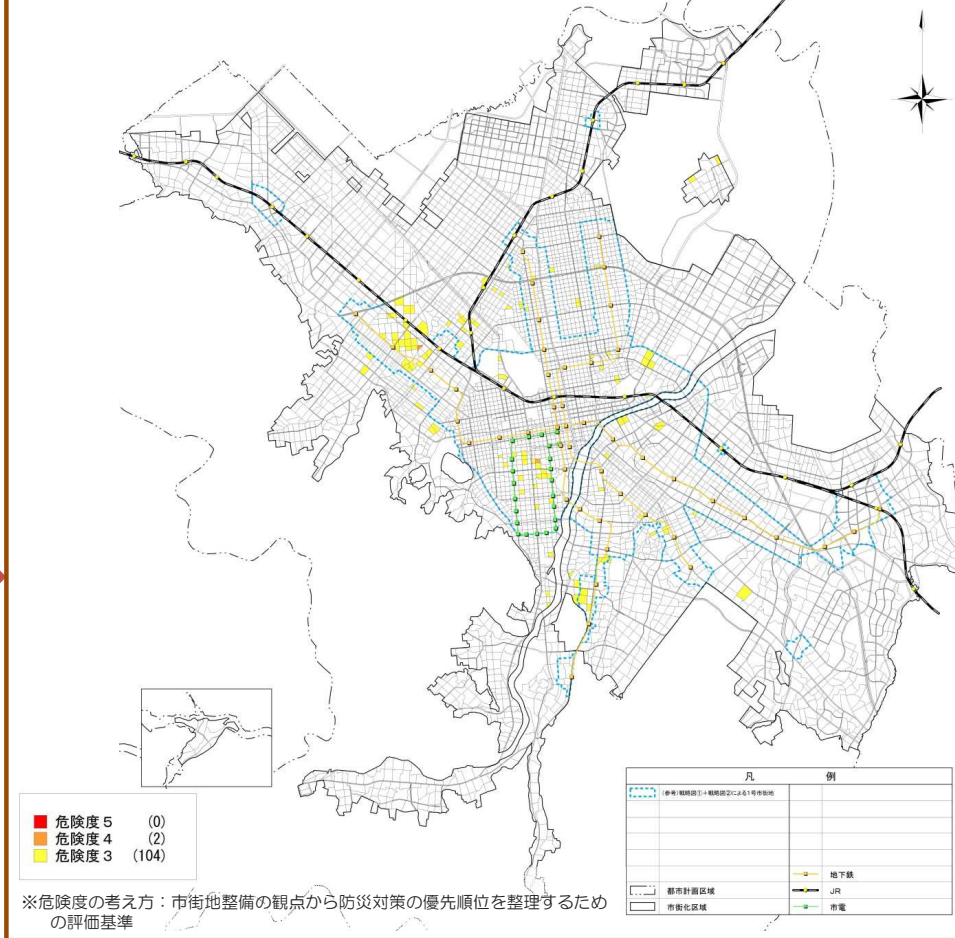 危険度5 (0)
危険度4 (2)
危険度3 (104)
※危険度の考え方：市街地整備の観点から防災対策の優先順位を整理するため
の評価基準
凡 例
(参考)戦略図①+戦略図②による1号市街地
地下鉄
都市計画区域
JR
市街化区域
市電